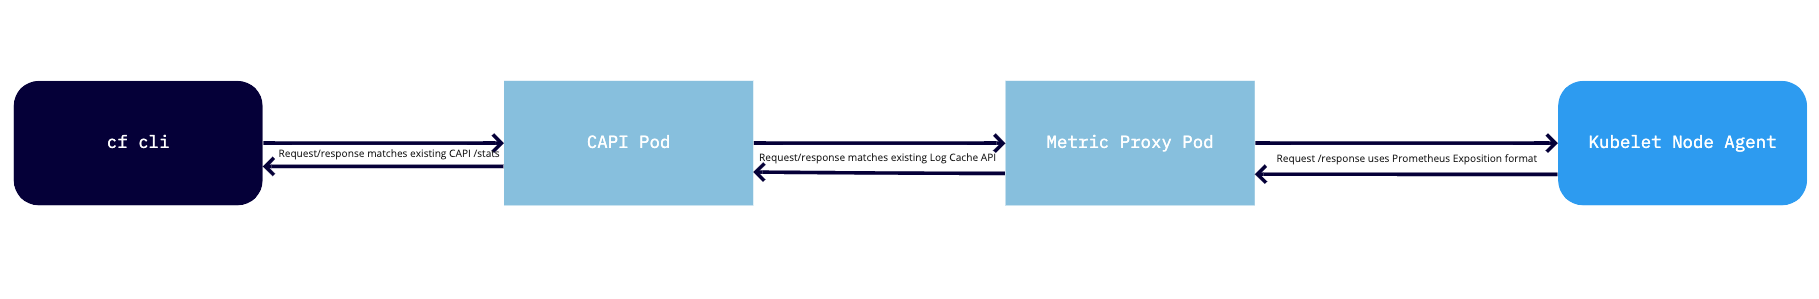 cf cli
Request/response matches existing CAPI /stats
CAPI Pod
Request/response matches existing Log Cache API
Metric Proxy Pod
Request /response uses Prometheus Exposition format
Kubelet Node Agent